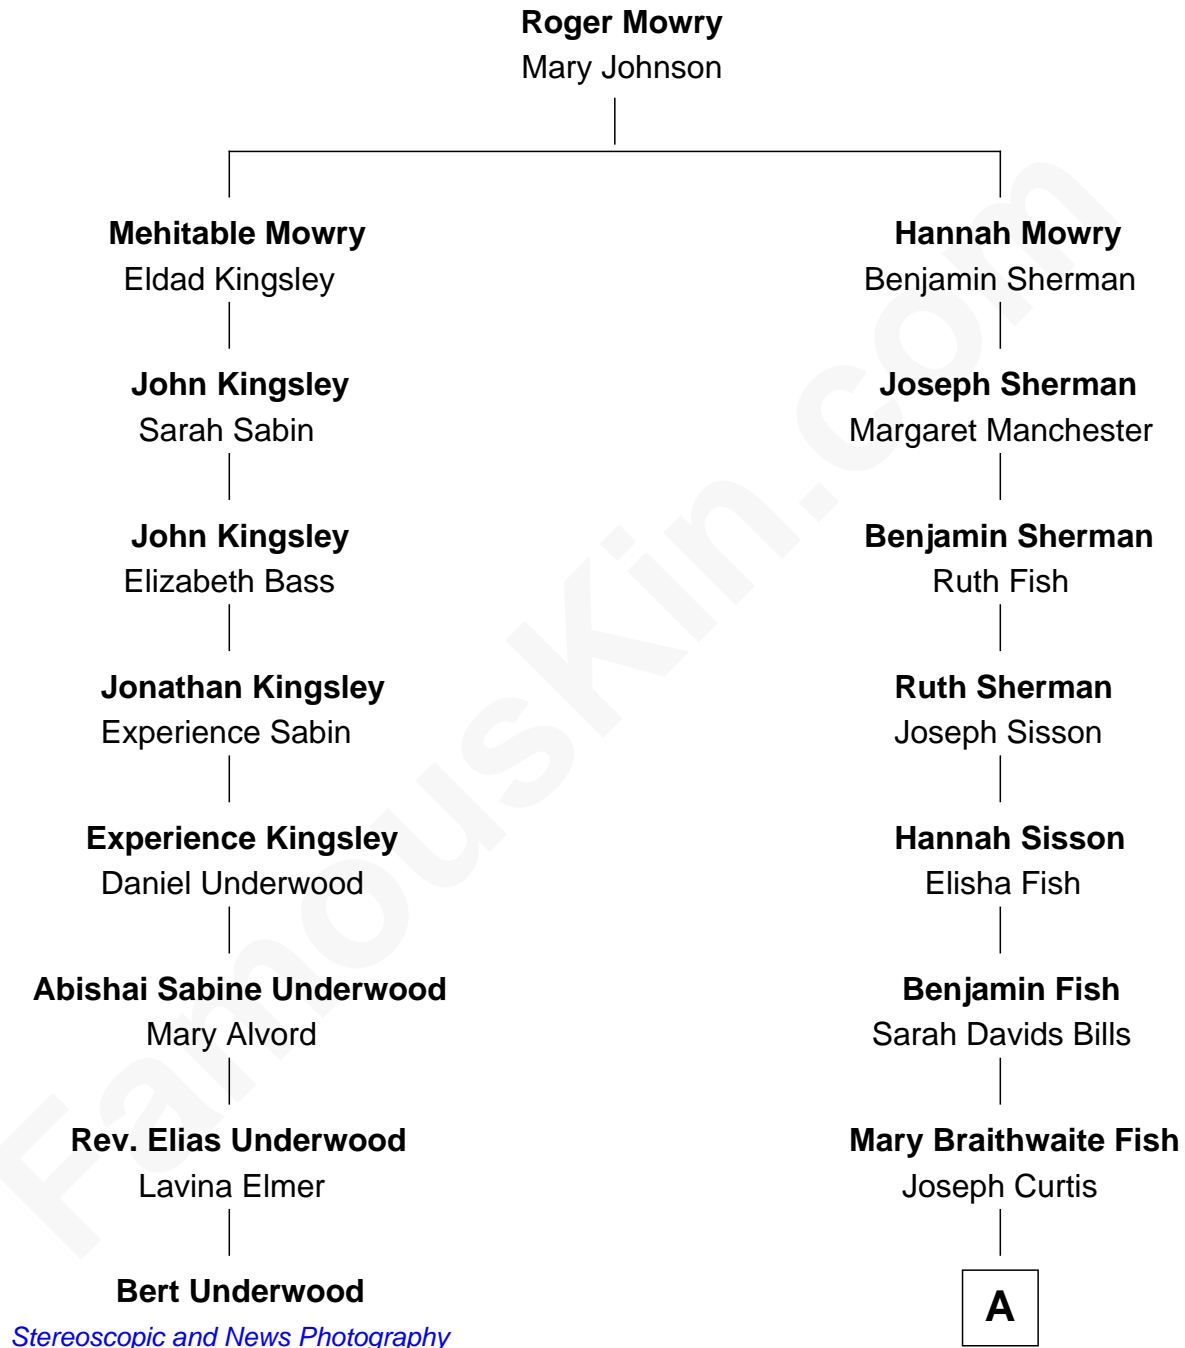 Roger Mowry
Mary Johnson
Mehitable Mowry
Eldad Kingsley
Hannah Mowry
Benjamin Sherman
John Kingsley
Sarah Sabin
Joseph Sherman
Margaret Manchester
John Kingsley
Elizabeth Bass
Benjamin Sherman
Ruth Fish
Jonathan Kingsley
Experience Sabin
Ruth Sherman
Joseph Sisson
Experience Kingsley
Daniel Underwood
Hannah Sisson
Elisha Fish
Abishai Sabine Underwood
Mary Alvord
Benjamin Fish
Sarah Davids Bills
Rev. Elias Underwood
Lavina Elmer
Mary Braithwaite Fish
Joseph Curtis
Bert Underwood
Stereoscopic and News Photography
A
FamousKin.com